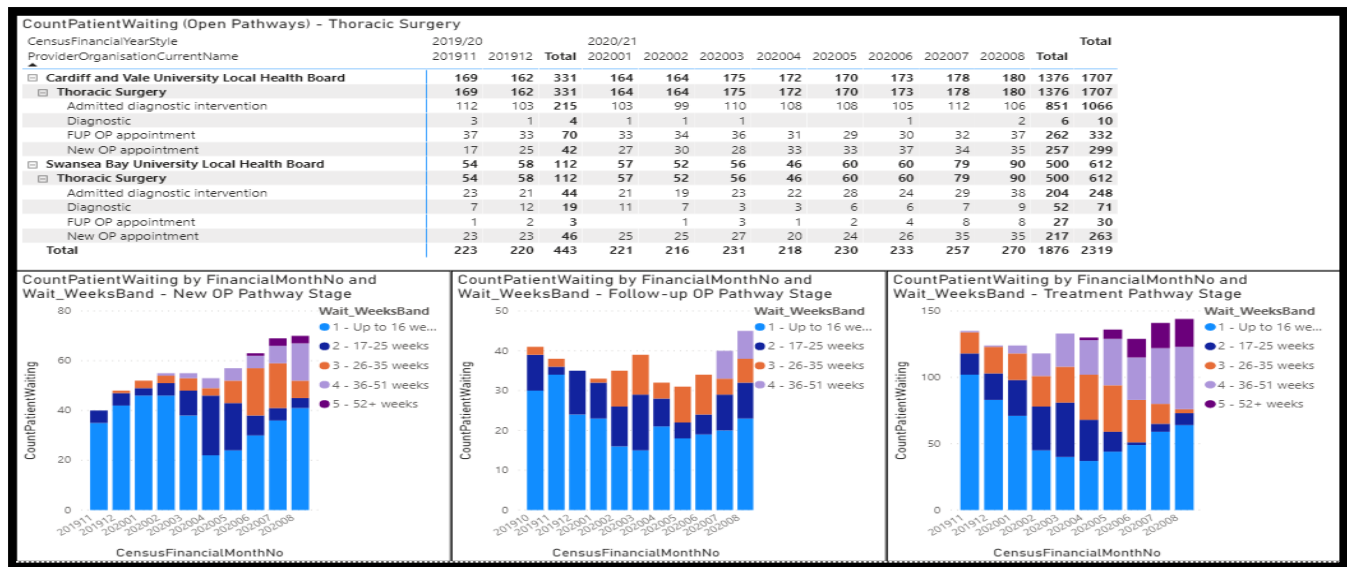 CountPatientWaiting (Open Pathways) - Thoracic Surgery
CensusFinancialYearStyle 2019/20 2020/21 Total
ProviderOrganisationCurrentName 201911 201912 Total 202001 202002 202003 202004 202005 202006 202007 202008 Total
Cardiff and Vale University Local Health Board 169 162 331 164 164 175 172 170 173 178 180 1376 1707
Thoracic Surgery 169 162 331 164 164 175 172 170 173 178 180 1376 1707
Admitted diagnostic intervention 112 103 215 103 99 110 108 108 105 112 106 851 1066
Diagnostic 3 1 4 1 1 1 1 2 6 10
FUP OP appointment 37 33 70 33 34 36 31 29 30 32 37 262 332
New OP appointment 17 25 42 27 30 28 33 33 37 34 35 257 299
Swansea Bay University Local Health Board 54 58 112 57 52 56 46 60 60 79 90 500 612
Thoracic Surgery 54 58 112 57 52 56 46 60 60 79 90 500 612
Admitted diagnostic intervention 23 21 44 21 19 23 22 28 24 29 38 204 248
Diagnostic 7 12 19 11 7 3 3 6 6 7 9 52 71
FUP OP appointment 1 2 3 1 3 1 2 4 8 8 27 30
New OP appointment 23 23 46 25 25 27 20 24 26 35 35 217 263
Total 223 220 443 221 216 231 218 230 233 257 270 1876 2319
CountPatientWaiting by FinancialMonthNo and
Wait_WeeksBand - New OP Pathway Stage
Wait_WeeksBand
1 - Up to 16 we...
2 - 17-25 weeks
3 - 26-35 weeks
4 - 36-51 weeks
5 - 52+ weeks
80
60
40
20
0
CountPatientWaiting
201911 201912 202001 202002 202003 202004 202005 202006 202007 202008
CensusFinancialMonthNo
CountPatientWaiting by FinancialMonthNo and
Wait_WeeksBand - Follow-up OP Pathway Stage
Wait_WeeksBand
1 - Up to 16 we...
2 - 17-25 weeks
3 - 26-35 weeks
4 - 36-51 weeks
5 - 52+ weeks
50
40
30
20
10
0
CountPatientWaiting
201910 201911 201912 202001 202002 202003 202004 202005 202006 202007 202008
CensusFinancialMonthNo
CountPatientWaiting by FinancialMonthNo and
Wait_WeeksBand - Treatment Pathway Stage
Wait_WeeksBand
1 - Up to 16 we...
2 - 17-25 weeks
3 - 26-35 weeks
4 - 36-51 weeks
5 - 52+ weeks
150
100
50
0
CountPatientWaiting
201911 201912 202001 202002 202003 202004 202005 202006 202007 202008
CensusFinancialMonthNo